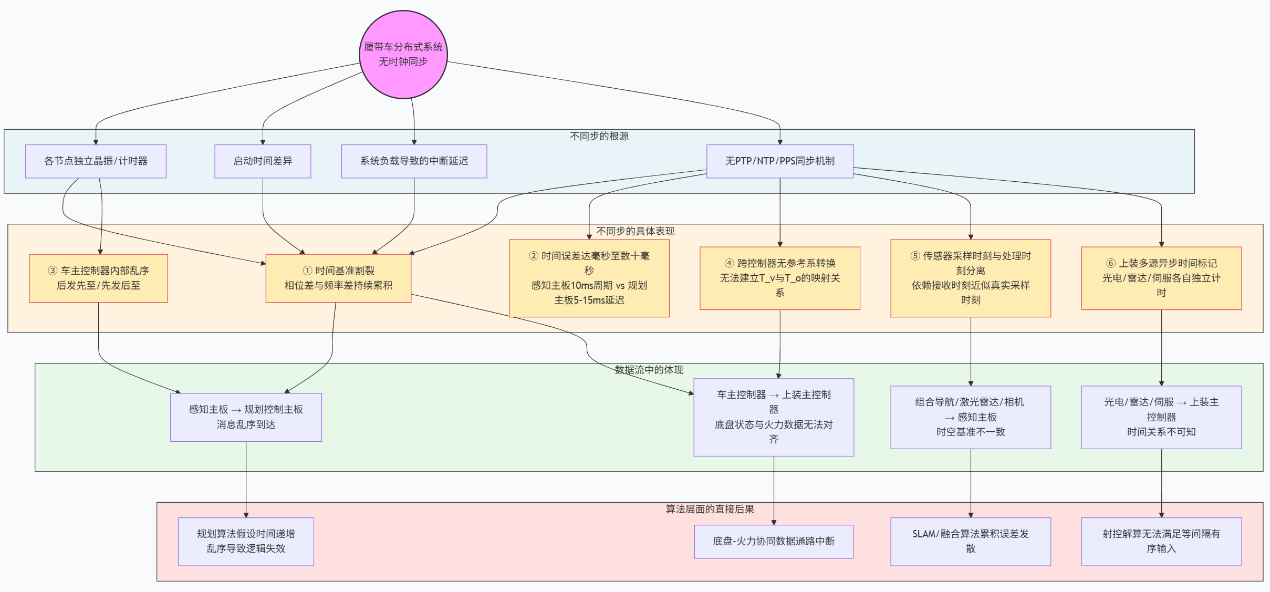 履带车分布式系统
无时钟同步
不同步的根源
各节点独立晶振/计时器
启动时间差异
系统负载导致的中断延迟
无PTP/NTP/PPS同步机制
不同步的具体表现
③ 车主控制器内部乱序
后发先至/先发后至
① 时间基准割裂
相位差与频率差持续累积
② 时间误差达毫秒至数十毫
秒
感知主板10ms周期 vs 规划
主板5-15ms延迟
④ 跨控制器无参考系转换
无法建立T_v与T_o的映射关
系
⑤ 传感器采样时刻与处理时
刻分离
依赖接收时刻近似真实采样
时刻
⑥ 上装多源异步时间标记
光电/雷达/伺服各自独立计
时
数据流中的体现
感知主板 → 规划控制主板
消息乱序到达
车主控制器 → 上装主控制
器
底盘状态与火力数据无法对
齐
组合导航/激光雷达/相机
→ 感知主板
时空基准不一致
光电/雷达/伺服 → 上装主
控制器
时间关系不可知
算法层面的直接后果
规划算法假设时间递增
乱序导致逻辑失效
底盘-火力协同数据通路中断
SLAM/融合算法累积误差发
散
射控解算无法满足等间隔有
序输入